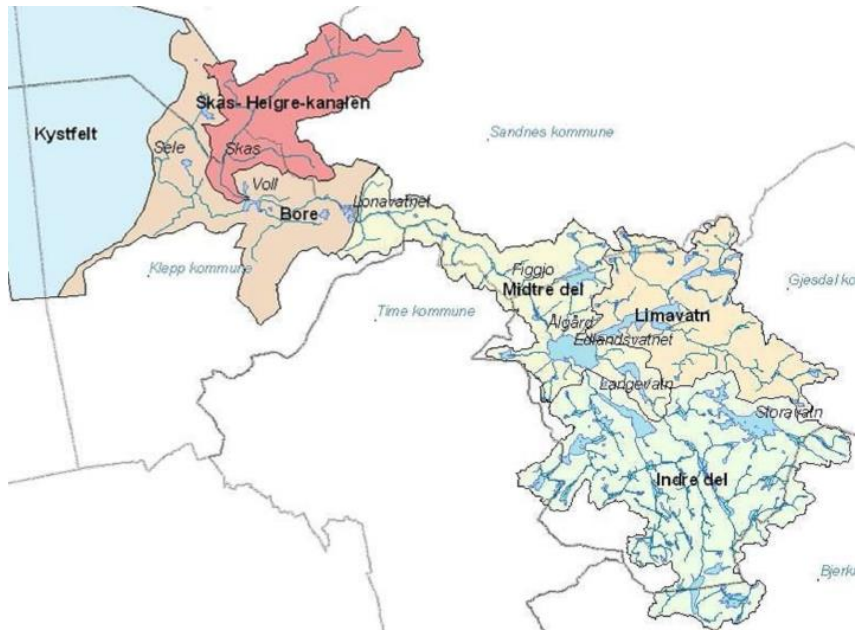 Skas- Heigre-kanalen
Kystfelt
Sandnes kommune
Sele
Skas
Voll
Lonavatnet
Bore
Klepp kommune
Figgjo
Gjesdal ko
Midtre del
Time kommune
Limavatn
Ålgård
Edlandsvatnet
Langevatn
Storavatn
Indre del
Bjerk